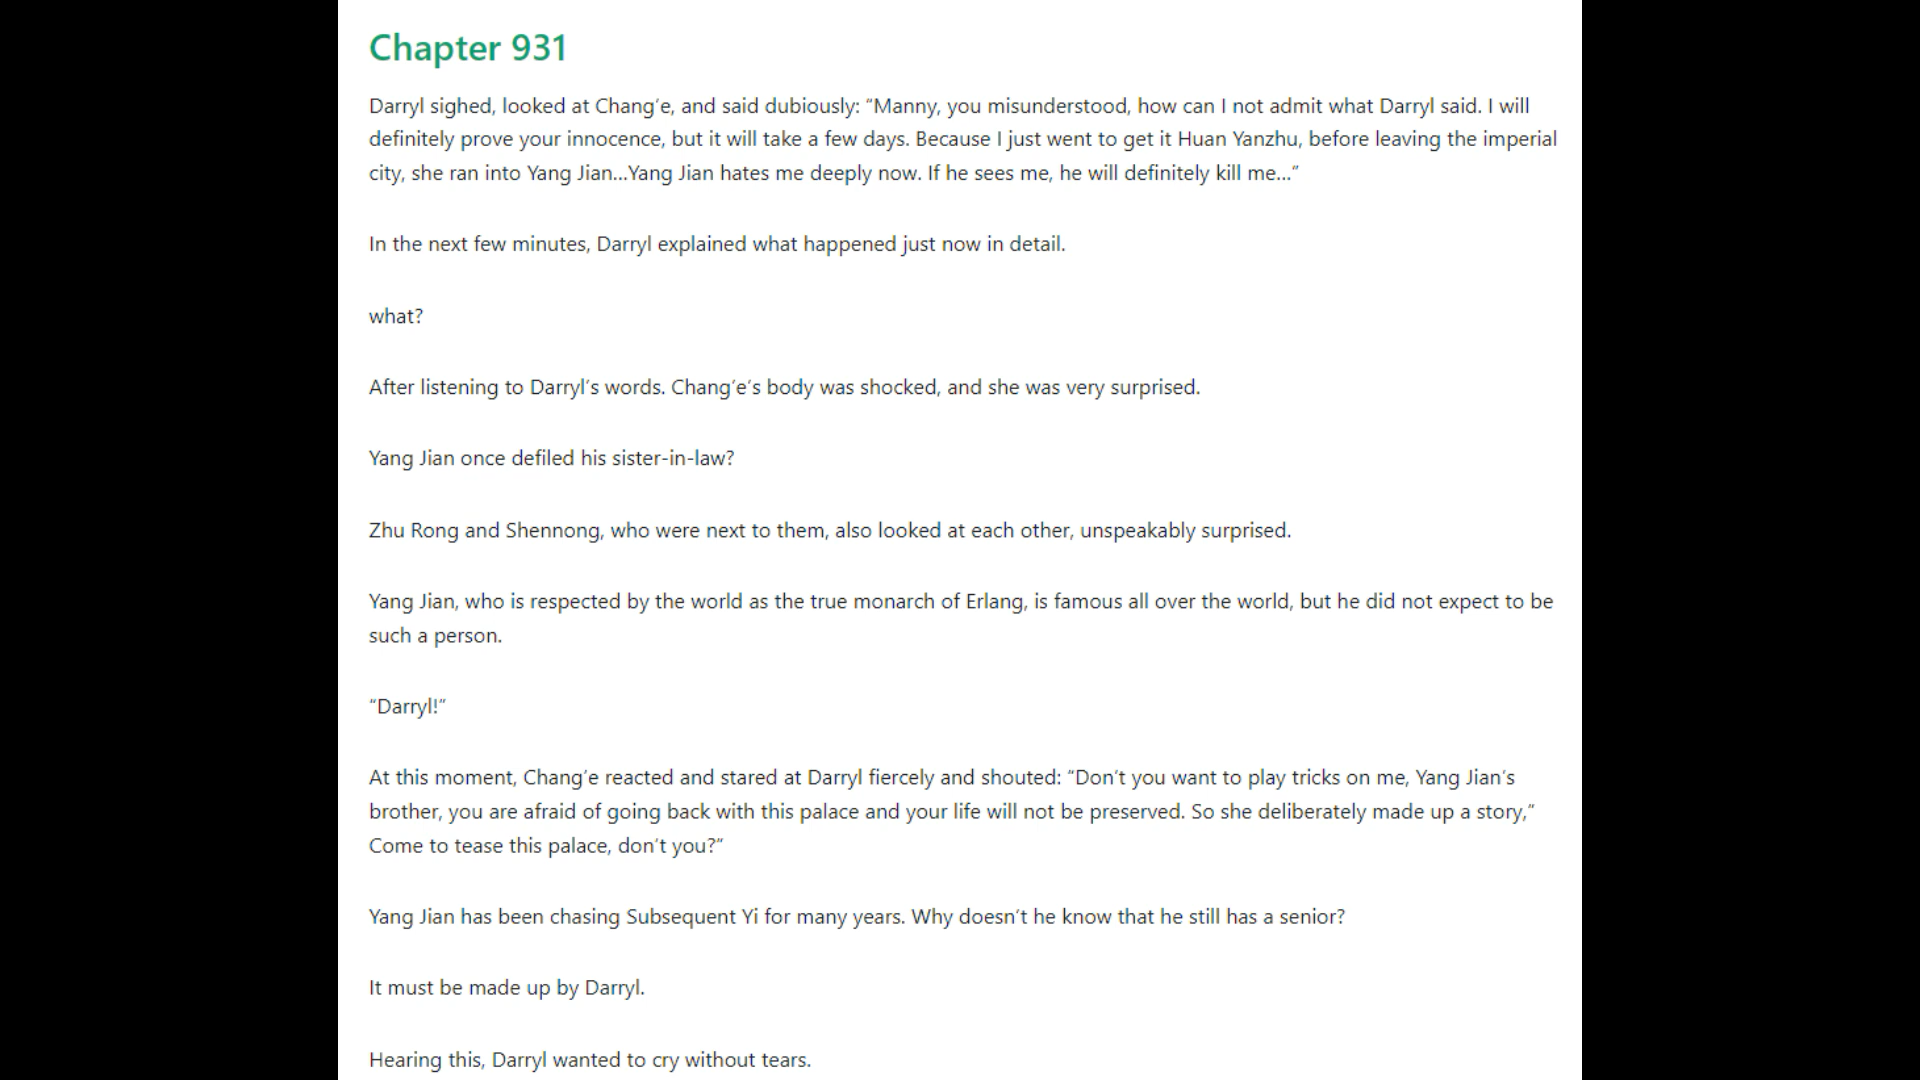 Chapter 931
Darryl sighed, looked at Chang’e, and said dubiously: “Manny, you misunderstood, how can I not admit what Darryl said. I will
definitely prove your innocence, but it will take a few days. Because I just went to get it Huan Yanzhu, before leaving the imperial
city, she ran into Yang Jian…Yang Jian hates me deeply now. If he sees me, he will definitely kill me…”
In the next few minutes, Darryl explained what happened just now in detail.
what?
After listening to Darryl’s words. Chang’e’s body was shocked, and she was very surprised.
Yang Jian once defiled his sister-in-law?
Zhu Rong and Shennong, who were next to them, also looked at each other, unspeakably surprised.
Yang Jian, who is respected by the world as the true monarch of Erlang, is famous all over the world, but he did not expect to be
such a person.
“Darryl!”
At this moment, Chang’e reacted and stared at Darryl fiercely and shouted: “Don’t you want to play tricks on me, Yang Jian’s
brother, you are afraid of going back with this palace and your life will not be preserved. So she deliberately made up a story,”
Come to tease this palace, don’t you?”
Yang Jian has been chasing Subsequent Yi for many years. Why doesn’t he know that he still has a senior?
It must be made up by Darryl.
Hearing this, Darryl wanted to cry without tears.